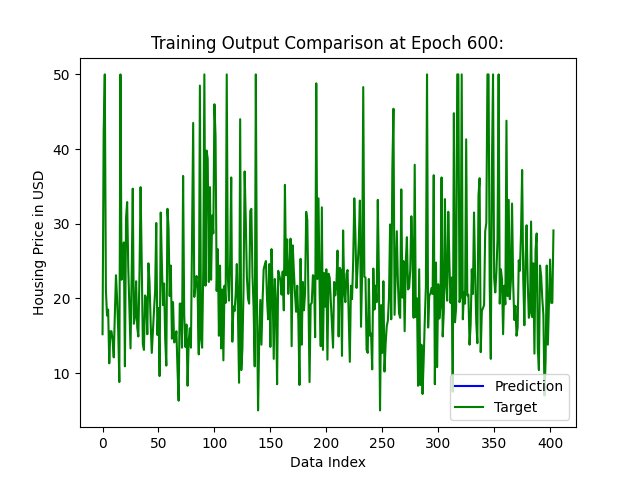 Training Output Comparison at Epoch 600:
50
40
30
20
10
Housing Price in USD
Prediction
Target
0 50 100 150 200 250 300 350 400
Data Index